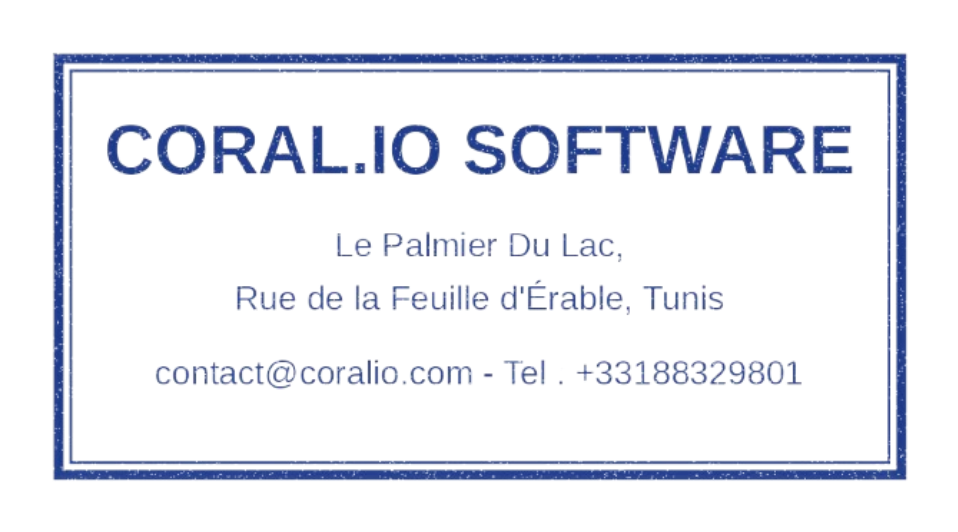 CORAL.IO SOFTWARE
Le Palmier Du Lac,
Rue de la Feuille d'Érable, Tunis
contact@coralio.com - Tel . +33188329801